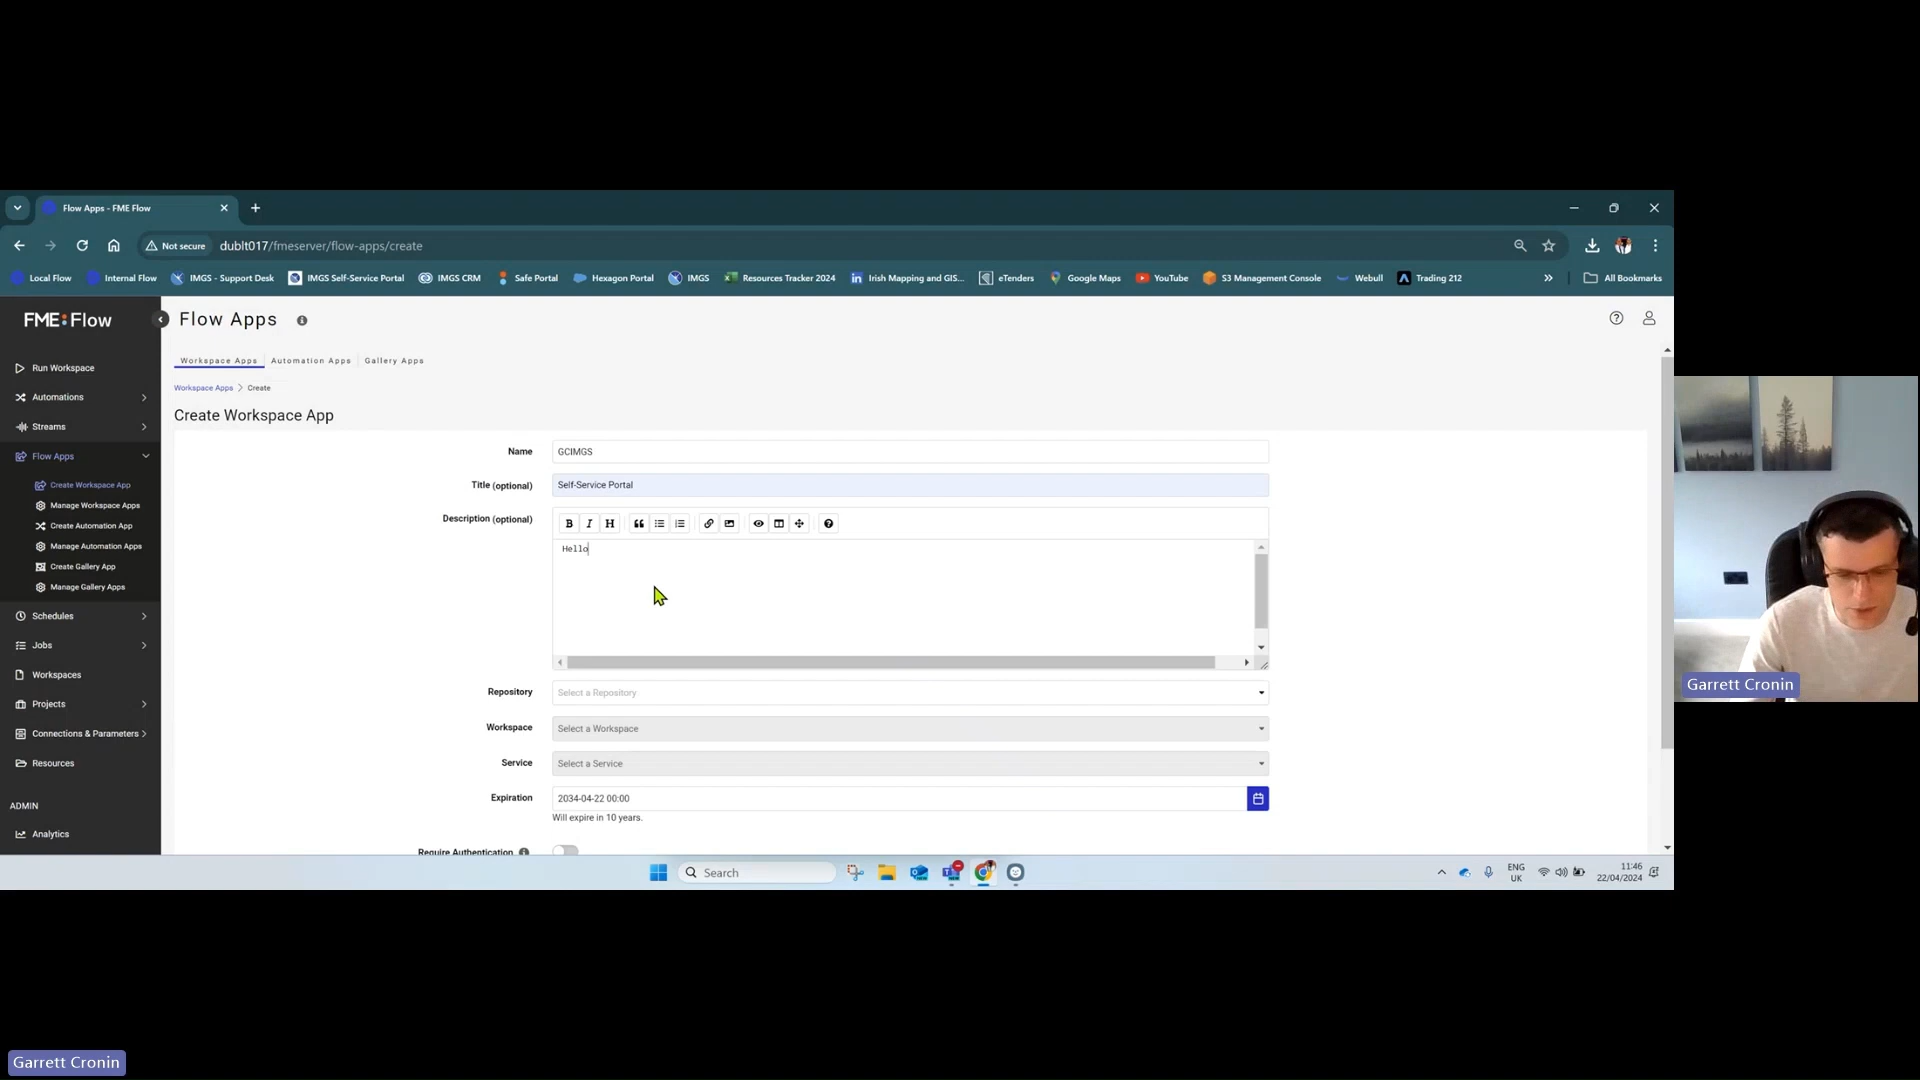 Flow Apps - FME Flow
Not secure dublt017/fmeserver/flow-apps/create
Local Flow Internal Flow IMGS - Support Desk IMGS Self-Service Portal IMGS CRM Safe Portal Hexagon Portal IMGS Resources Tracker 2024 Irish Mapping and GIS... eTenders Google Maps YouTube S3 Management Console Webull Trading 212 » All Bookmarks
FME:Flow
Run Workspace
Automations
Streams
Flow Apps
Create Workspace App
Manage Workspace Apps
Create Automation App
Manage Automation Apps
Create Gallery App
Manage Gallery Apps
Schedules
Jobs
Workspaces
Projects
Connections & Parameters
Resources
ADMIN
Analytics
Flow Apps
Workspace Apps Automation Apps Gallery Apps
Workspace Apps > Create
Create Workspace App
Name GCIMGS
Title (optional) Self-Service Portal
Description (optional) B I H
Hello
Repository Select a Repository
Workspace Select a Workspace
Service Select a Service
Expiration 2034-04-22 00:00
Will expire in 10 years.
Require Authentication
Search
ENG
UK
11:46
22/04/2024
Garrett Cronin
Garrett Cronin